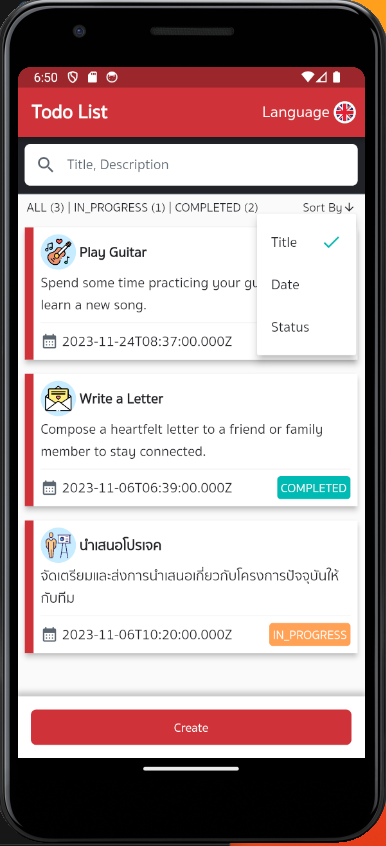 6:50
Todo List
Language
Title, Description
ALL (3) | IN_PROGRESS (1) | COMPLETED (2)
Sort By
Title
Date
Status
Play Guitar
Spend some time practicing your gu
learn a new song.
2023-11-24T08:37:00.000Z
Write a Letter
Compose a heartfelt letter to a friend or family
member to stay connected.
2023-11-06T06:39:00.000Z
COMPLETED
นำเสนอโปรเจค
จัดเตรียมและส่งการนำเสนอเกี่ยวกับโครงการปัจจุบันให้
กับทีม
2023-11-06T10:20:00.000Z
IN_PROGRESS
Create